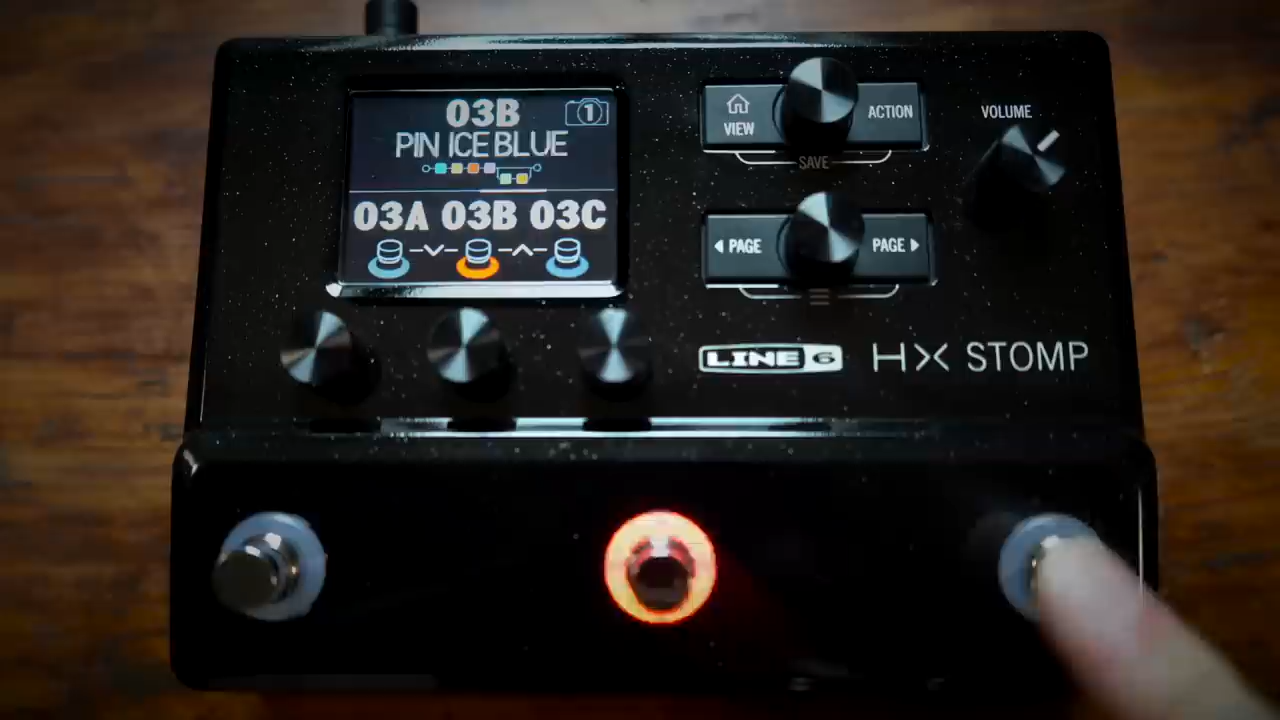 03B
1
PIN ICE BLUE
03A 03B 03C
VIEW
ACTION
SAVE
VOLUME
PAGE
PAGE
LINE 6
HX STOMP